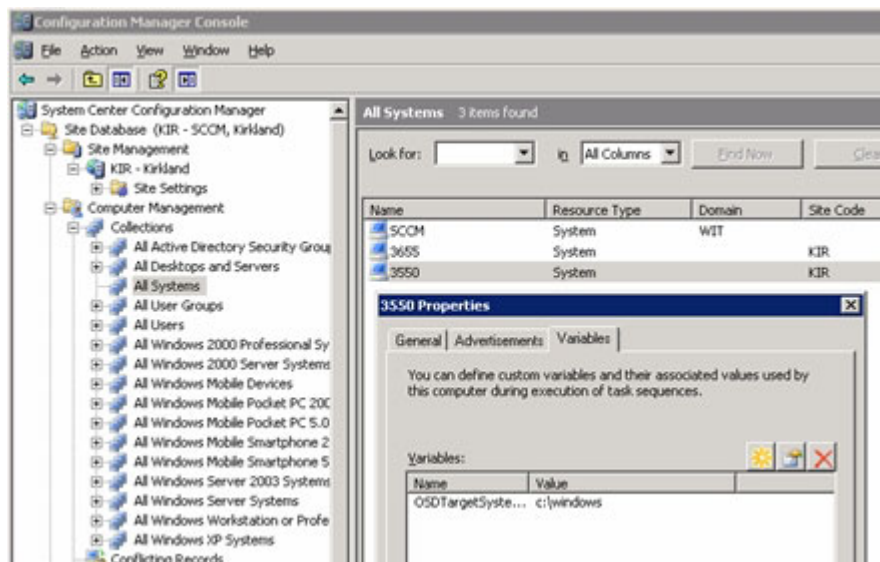 Configuration Manager Console
File Action View Window Help
System Center Configuration Manager
Site Database (KIR - SCCM, Kirkland)
Site Management
KIR - Kirkland
Site Settings
Computer Management
Collections
All Active Directory Security Grou
All Desktops and Servers
All Systems
All User Groups
All Users
All Windows 2000 Professional Sy
All Windows 2000 Server Systems
All Windows Mobile Devices
All Windows Mobile Pocket PC 200
All Windows Mobile Pocket PC 5.0
All Windows Mobile Smartphone 2
All Windows Mobile Smartphone 5
All Windows Server 2003 Systems
All Windows Server Systems
All Windows Workstation or Profe
All Windows XP Systems
Conflicting Records
All Systems 3 items found
Look for: in All Columns Find Now Clea
Name Resource Type Domain Site Code
SCCM System WIT
3655 System KIR
3550 System KIR
3550 Properties
General Advertisements Variables
You can define custom variables and their associated values used by
this computer during execution of task sequences.
Variables:
Name Value
OSDTargetSyste... c:\windows